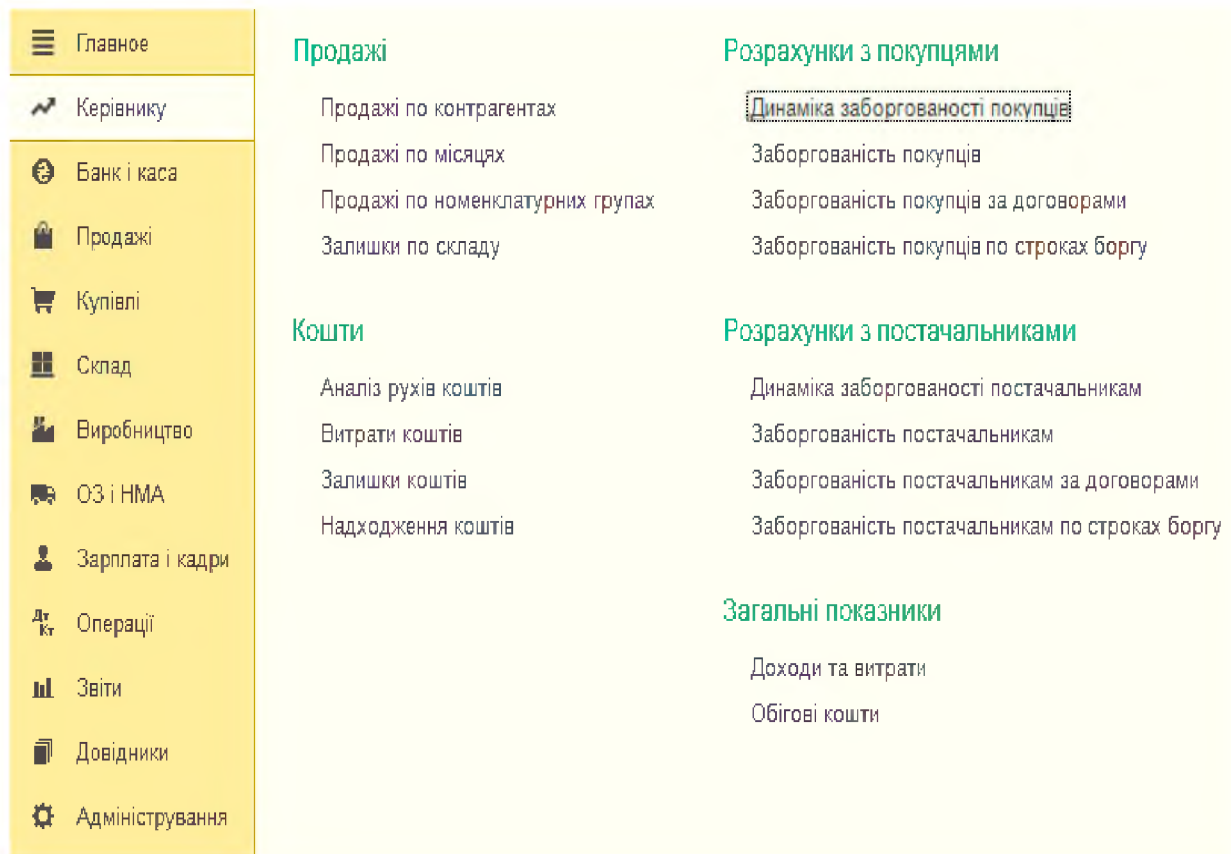 Главное
Керівнику
Банк і каса
Продажі
Купівлі
Склад
Виробництво
ОЗ і НМА
Зарплата і кадри
Дт Кт Операції
Звіти
Довідники
Адміністрування
Продажі
Продажі по контрагентах
Продажі по місяцях
Продажі по номенклатурних групах
Залишки по складу
Кошти
Аналіз рухів коштів
Витрати коштів
Залишки коштів
Надходження коштів
Розрахунки з покупцями
Динаміка заборгованості покупців
Заборгованість покупців
Заборгованість покупців за договорами
Заборгованість покупців по строках боргу
Розрахунки з постачальниками
Динаміка заборгованості постачальникам
Заборгованість постачальникам
Заборгованість постачальникам за договорами
Заборгованість постачальникам по строках боргу
Загальні показники
Доходи та витрати
Обігові кошти